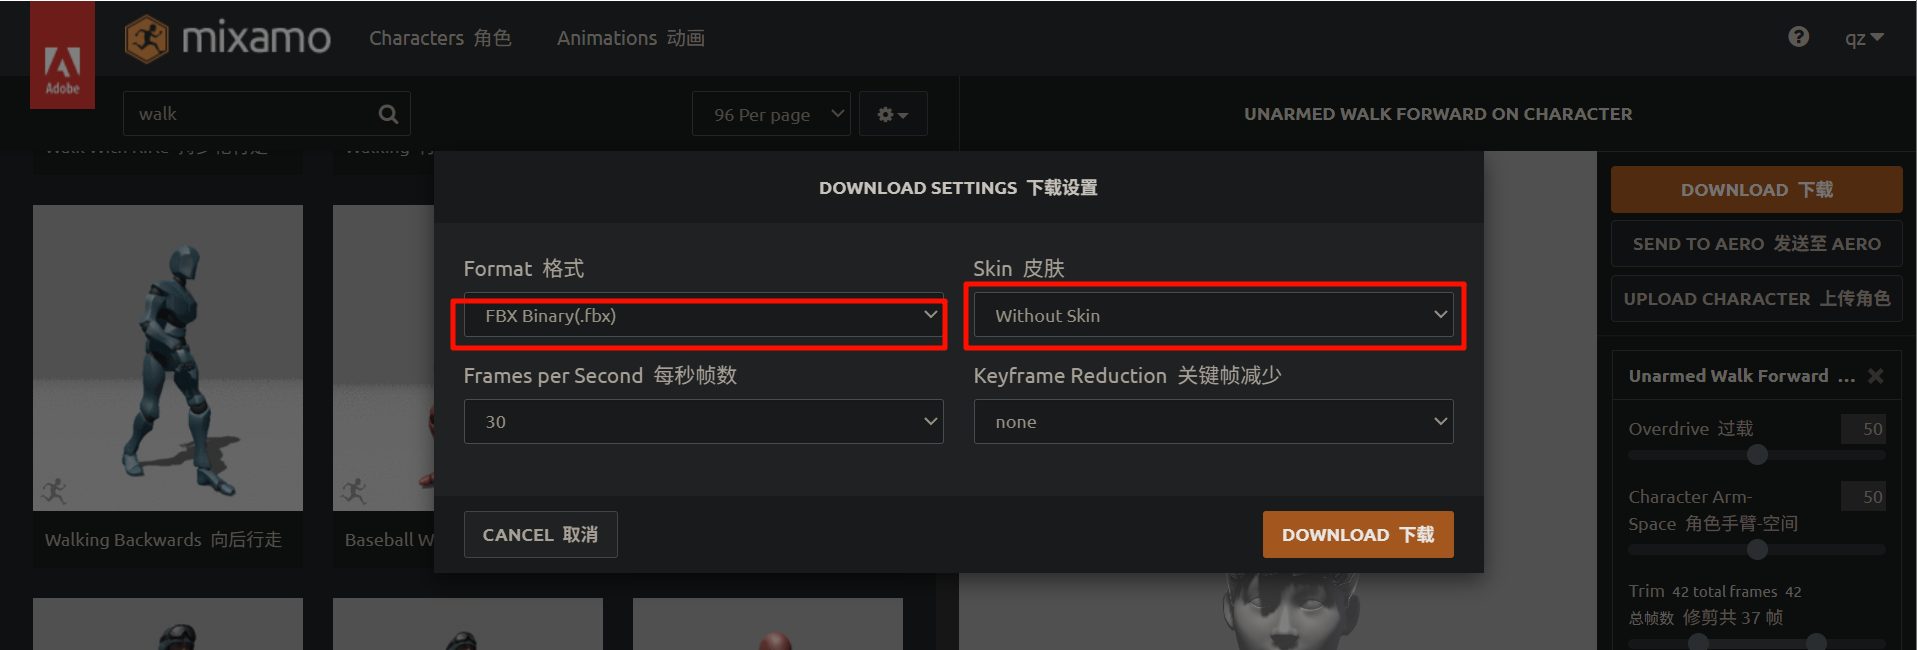 Adobe
mixamo
Characters 角色
Animations 动画
qz
walk
96 Per page
UNARMED WALK FORWARD ON CHARACTER
DOWNLOAD SETTINGS 下载设置
Format 格式
FBX Binary(.fbx)
Skin 皮肤
Without Skin
Frames per Second 每秒帧数
30
Keyframe Reduction 关键帧减少
none
CANCEL 取消
DOWNLOAD 下载
Walking Backwards 向后行走
Baseball W
DOWNLOAD 下载
SEND TO AERO 发送至 AERO
UPLOAD CHARACTER 上传角色
Unarmed Walk Forward ...
Overdrive 过载
50
Character Arm-
Space 角色手臂-空间
50
Trim 42 total frames 42
总帧数 修剪共 37 帧